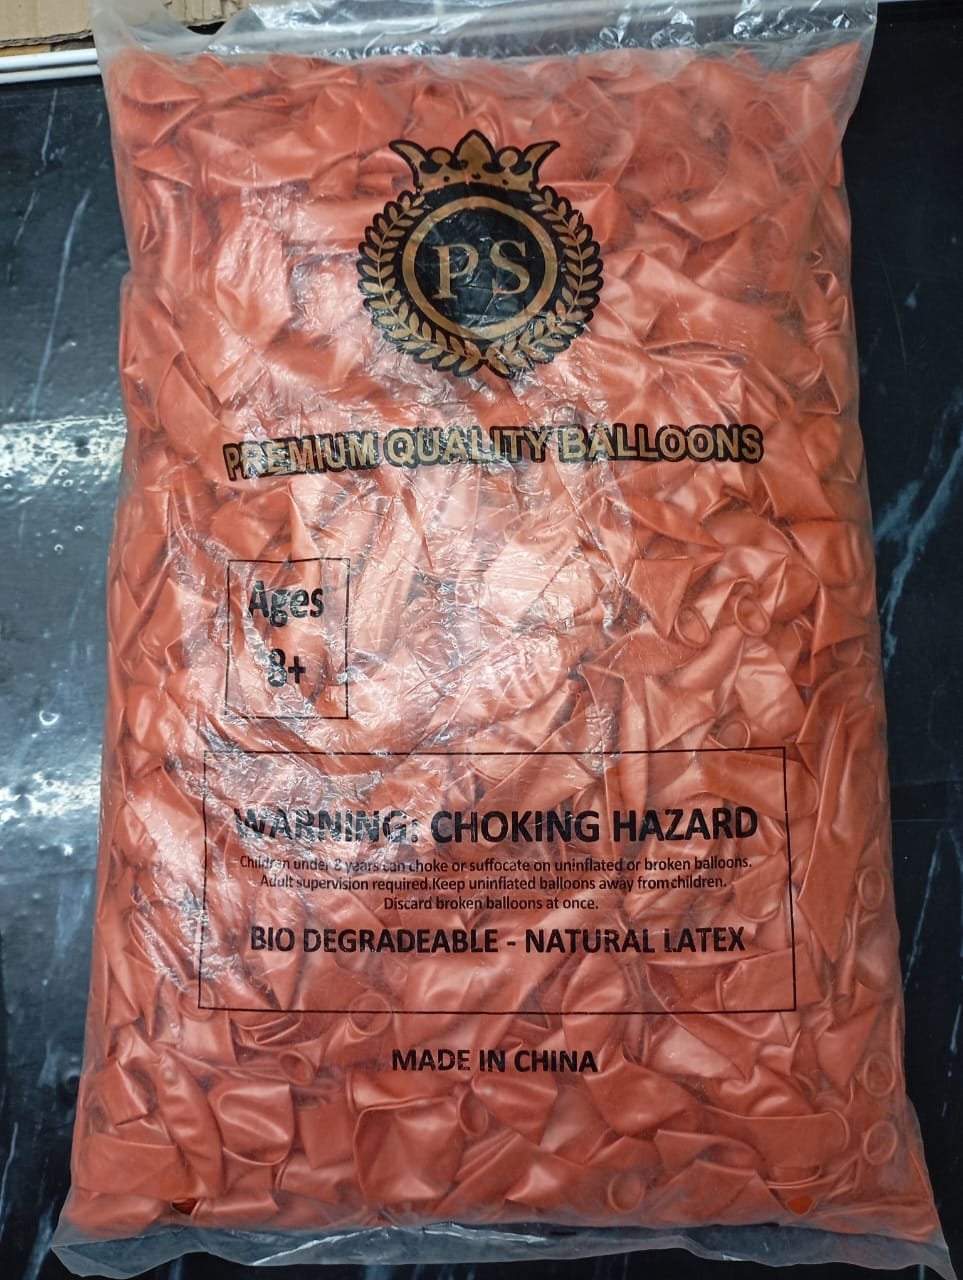 PS
PREMIUM QUALITY BALLOONS
Ages
8+
WARNING: CHOKING HAZARD
Children under 8 years can choke or suffocate on uninflated or broken balloons.
Adult supervision required.Keep uninflated balloons away from children.
Discard broken balloons at once.
BIO DEGRADEABLE - NATURAL LATEX
MADE IN CHINA